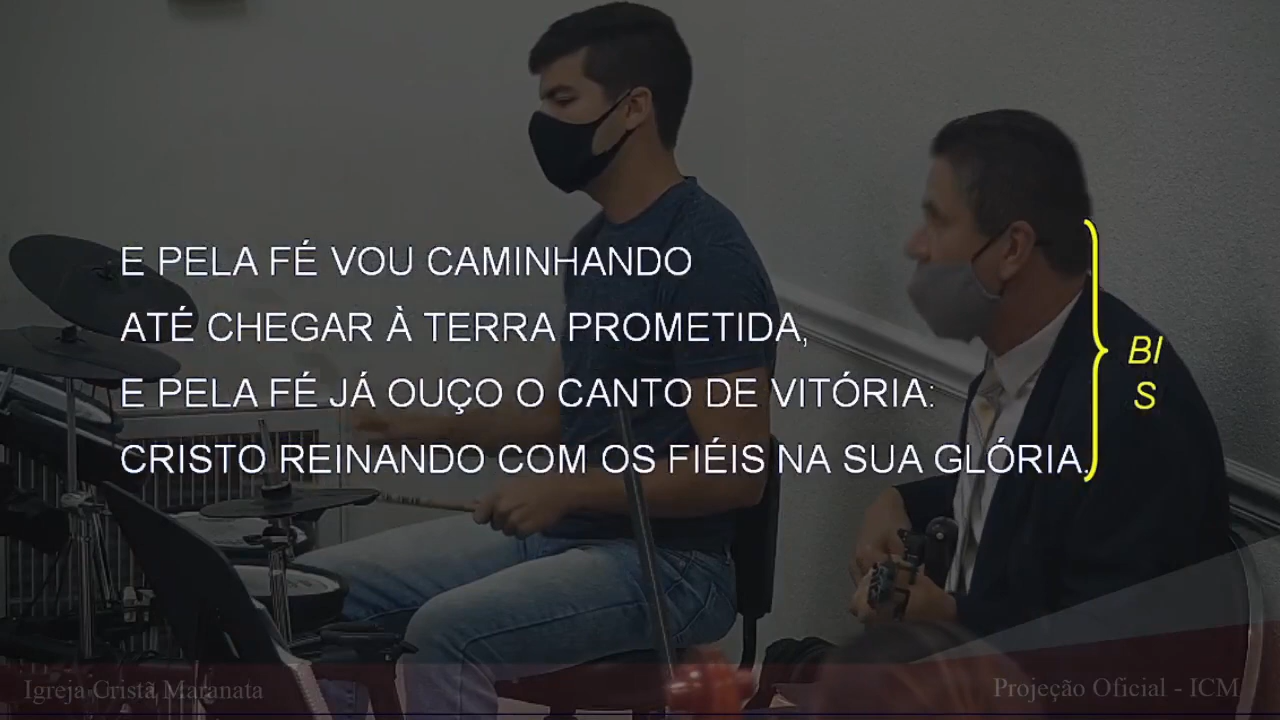 E PELA FÉ VOU CAMINHANDO
ATÉ CHEGAR À TERRA PROMETIDA,
E PELA FÉ JÁ OUÇO O CANTO DE VITÓRIA:
CRISTO REINANDO COM OS FIÉIS NA SUA GLÓRIA.
BI
S
Igreja Cristã Maranata
Projeção Oficial - ICM